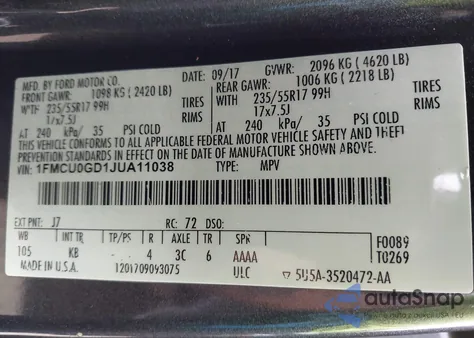 MFD. BY FORD MOTOR CO.
DATE: 09/17 GVWR: 2096 KG (4620 LB)
FRONT GAWR: 1098 KG (2420 LB) REAR GAWR: 1006 KG (2218 LB)
WITH 235/55R17 99H TIRES WITH 235/55R17 99H TIRES
17x7.5J RIMS 17x7.5J RIMS
AT 240 kPa/ 35 PSI COLD AT 240 kPa/ 35 PSI COLD
THIS VEHICLE CONFORMS TO ALL APPLICABLE FEDERAL MOTOR VEHICLE SAFETY AND THEFT
PREVENTION STANDARDS IN EFFECT ON THE DATE OF MANUFACTURE SHOWN ABOVE.
VIN: 1FMCU0GD1JUA11038 TYPE: MPV
EXT PNT: J7 RC: 72 DSO:
WB INT TR TP/PS R AXLE TR SPR F0089
105 KB - 4 3C 6 AAAA T0269
MADE IN U.S.A. 1201709093075 ULC 5U5A-3520472-AA
autoSnap